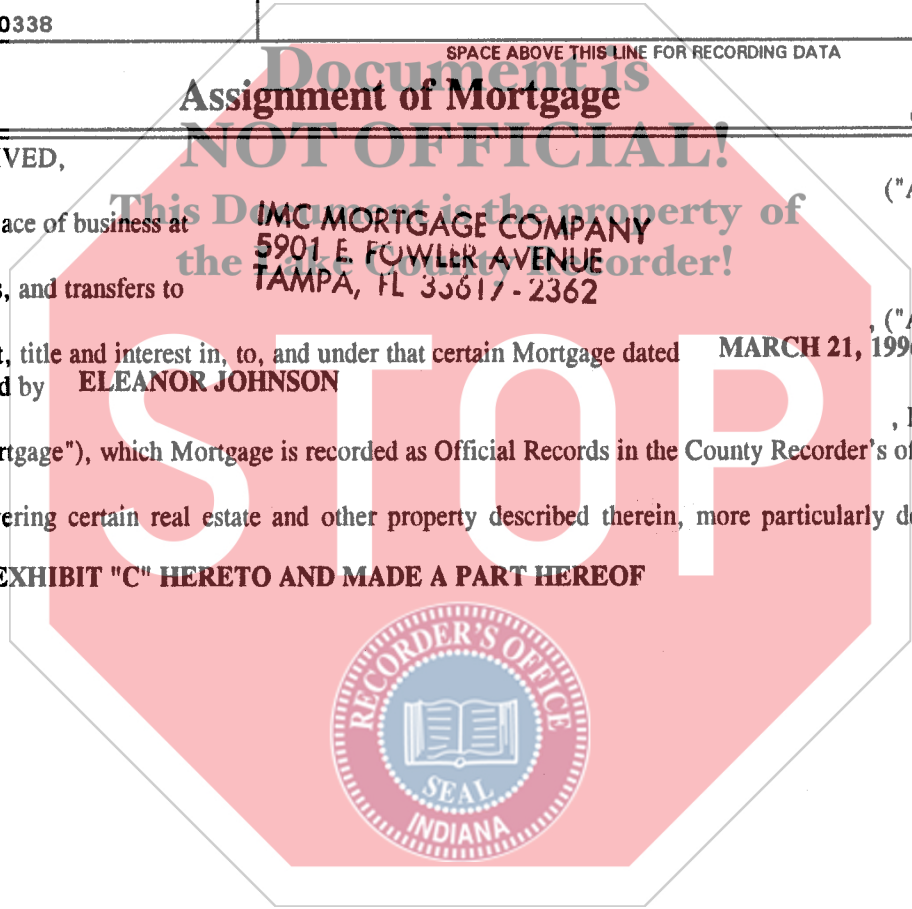 0338
SPACE ABOVE THIS LINE FOR RECORDING DATA
Document is
Assignment of Mortgage
NOT OFFICIAL!
IVED,
("A
This Document is the property of
ace of business at IMC MORTGAGE COMPANY
5901 E. FOWLER AVENUE
the Lake County Recorder!
s, and transfers to TAMPA, FL 33617-2362
, ("A
t, title and interest in, to, and under that certain Mortgage dated MARCH 21, 199
d by ELEANOR JOHNSON
STOP
rtgage"), which Mortgage is recorded as Official Records in the County Recorder's of
ering certain real estate and other property described therein, more particularly de
EXHIBIT "C" HERETO AND MADE A PART HEREOF
RECORDER'S OFFICE
SEAL
INDIANA